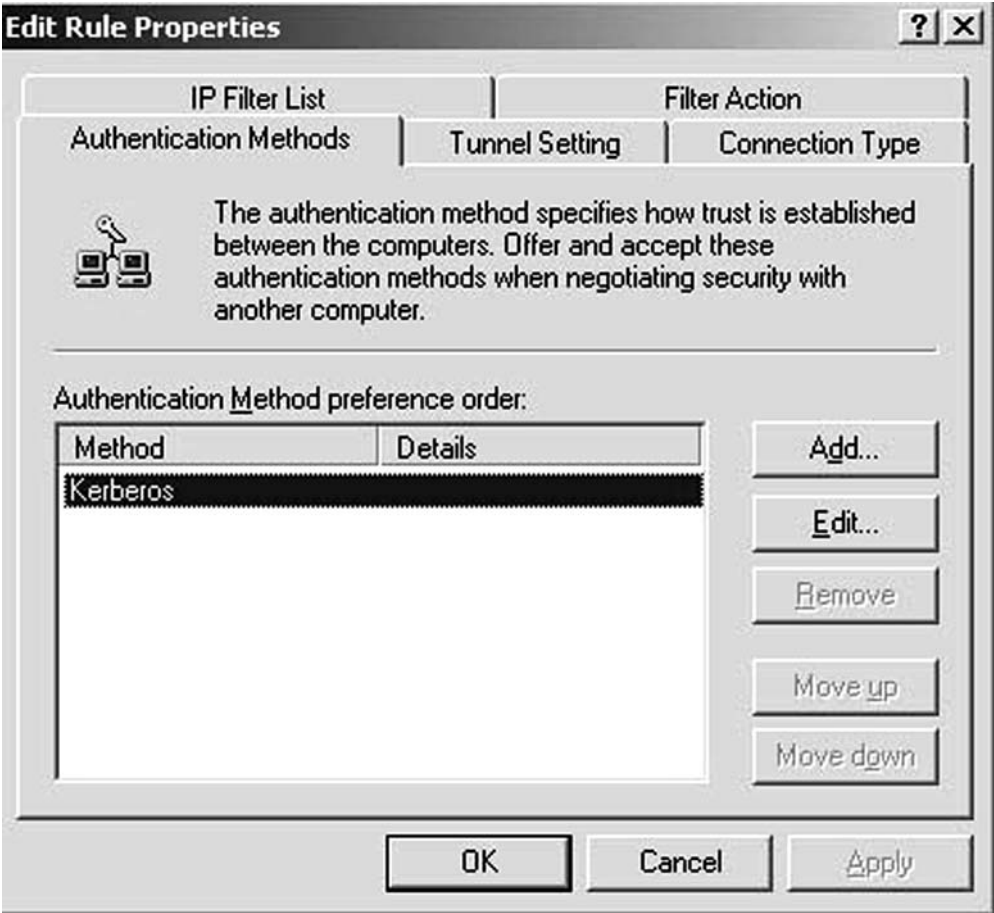 Edit Rule Properties
IP Filter List
Filter Action
Authentication Methods
Tunnel Setting
Connection Type
The authentication method specifies how trust is established
between the computers. Offer and accept these
authentication methods when negotiating security with
another computer.
Authentication Method preference order:
Method
Details
Kerberos
Add...
Edit...
Remove
Move up
Move down
OK
Cancel
Apply